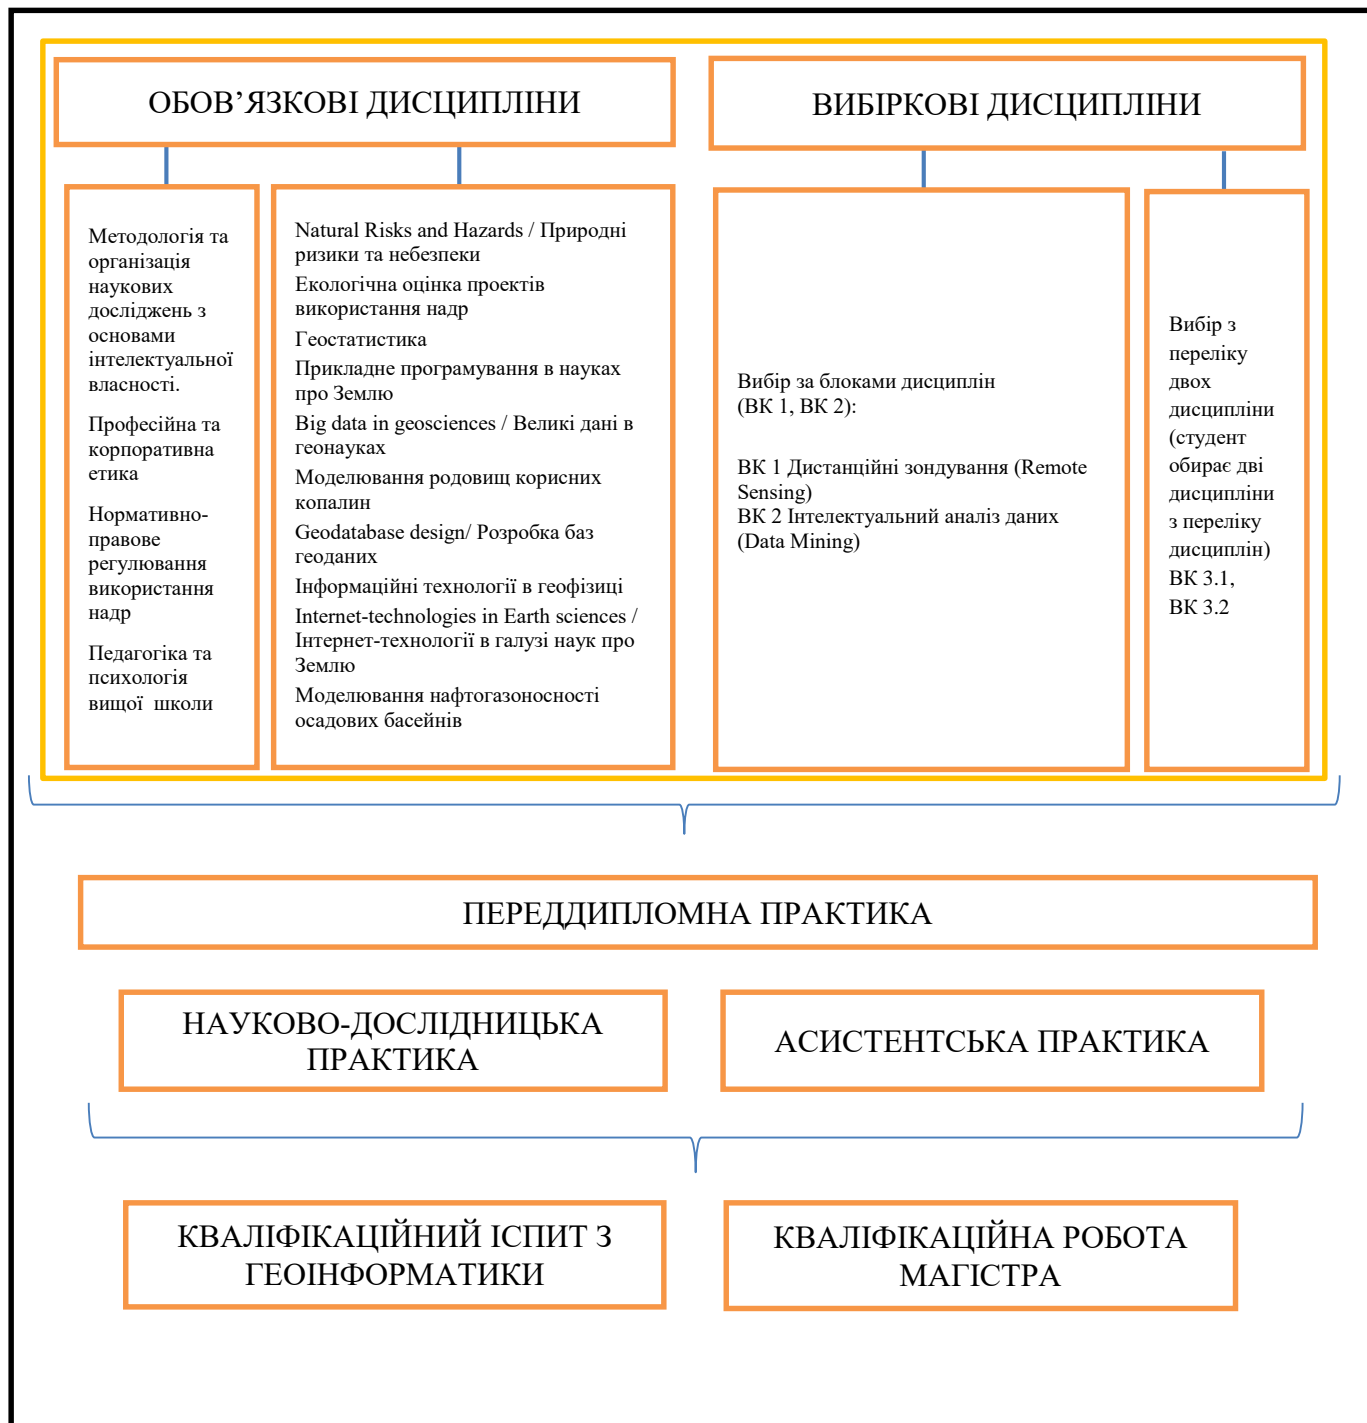 ОБОВ’ЯЗКОВІ ДИСЦИПЛІНИ
Методологія та
організація
наукових
досліджень з
основами
інтелектуальної
власності.
Професійна та
корпоративна
етика
Нормативно-
правове
регулювання
використання
надр
Педагогіка та
психологія
вищої школи
Natural Risks and Hazards / Природні
ризики та небезпеки
Екологічна оцінка проектів
використання надр
Геостатистика
Прикладне програмування в науках
про Землю
Big data in geosciences / Великі дані в
геонауках
Моделювання родовищ корисних
копалин
Geodatabase design/ Розробка баз
геоданих
Інформаційні технології в геофізиці
Internet-technologies in Earth sciences /
Інтернет-технології в галузі наук про
Землю
Моделювання нафтогазоносності
осадових басейнів
ВИБІРКОВІ ДИСЦИПЛІНИ
Вибір за блоками дисциплін
(ВК 1, ВК 2):
ВК 1 Дистанційні зондування (Remote
Sensing)
ВК 2 Інтелектуальний аналіз даних
(Data Mining)
Вибір з
переліку
двох
дисципліни
(студент
обирає дві
дисципліни
з переліку
дисциплін)
ВК 3.1,
ВК 3.2
ПЕРЕДДИПЛОМНА ПРАКТИКА
НАУКОВО-ДОСЛІДНИЦЬКА
ПРАКТИКА
АСИСТЕНТСЬКА ПРАКТИКА
КВАЛІФІКАЦІЙНИЙ ІСПИТ З
ГЕОІНФОРМАТИКИ
КВАЛІФІКАЦІЙНА РОБОТА
МАГІСТРА